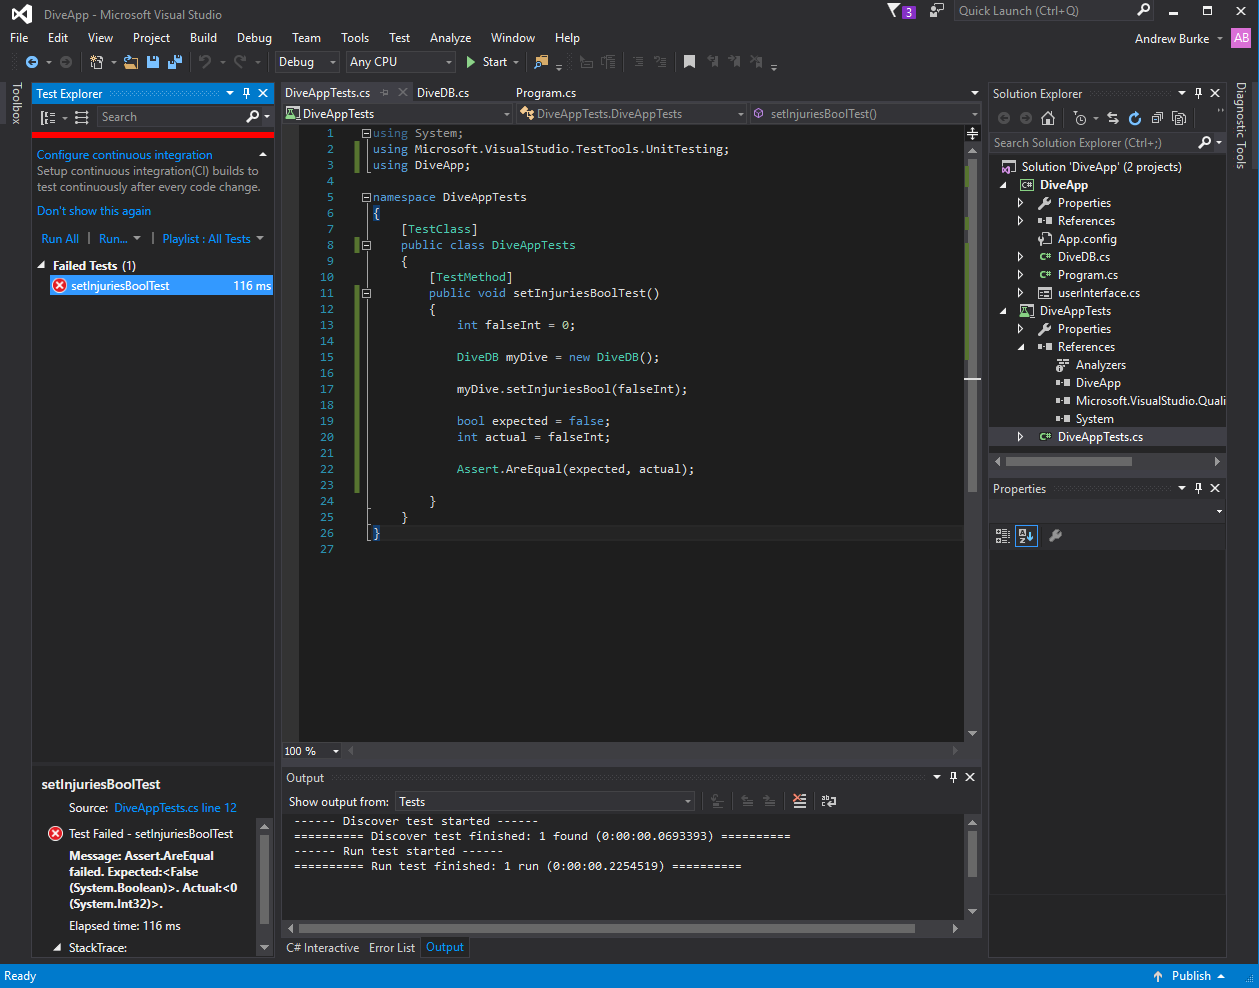 DiveApp - Microsoft Visual Studio
3
Quick Launch (Ctrl+Q)
File Edit View Project Build Debug Team Tools Test Analyze Window Help
Andrew Burke
AB
Debug Any CPU Start
Toolbox
Test Explorer
Search
Configure continuous integration
Setup continuous integration(CI) builds to
test continuously after every code change.
Don't show this again
Run All | Run... | Playlist : All Tests
Failed Tests (1)
setInjuriesBoolTest 116 ms
setInjuriesBoolTest
Source: DiveAppTests.cs line 12
Test Failed - setInjuriesBoolTest
Message: Assert.AreEqual
failed. Expected:<False
(System.Boolean)>. Actual:<0
(System.Int32)>.
Elapsed time: 116 ms
StackTrace:
DiveAppTests.cs DiveDB.cs Program.cs
DiveAppTests DiveAppTests.DiveAppTests setInjuriesBoolTest()
1 using System;
2 using Microsoft.VisualStudio.TestTools.UnitTesting;
3 using DiveApp;
4
5 namespace DiveAppTests
6 {
7 [TestClass]
8 public class DiveAppTests
9 {
10 [TestMethod]
11 public void setInjuriesBoolTest()
12 {
13 int falseInt = 0;
14
15 DiveDB myDive = new DiveDB();
16
17 myDive.setInjuriesBool(falseInt);
18
19 bool expected = false;
20 int actual = falseInt;
21
22 Assert.AreEqual(expected, actual);
23
24 }
25 }
26 }
27
100 %
Output
Show output from: Tests
------ Discover test started ------
========== Discover test finished: 1 found (0:00:00.0693393) ==========
------ Run test started ------
========== Run test finished: 1 run (0:00:00.2254519) ==========
C# Interactive Error List Output
Solution Explorer
Search Solution Explorer (Ctrl+;)
Solution 'DiveApp' (2 projects)
C# DiveApp
Properties
References
App.config
C# DiveDB.cs
C# Program.cs
userInterface.cs
DiveAppTests
Properties
References
Analyzers
DiveApp
Microsoft.VisualStudio.Quali
System
C# DiveAppTests.cs
Properties
Diagnostic Tools
Ready
Publish